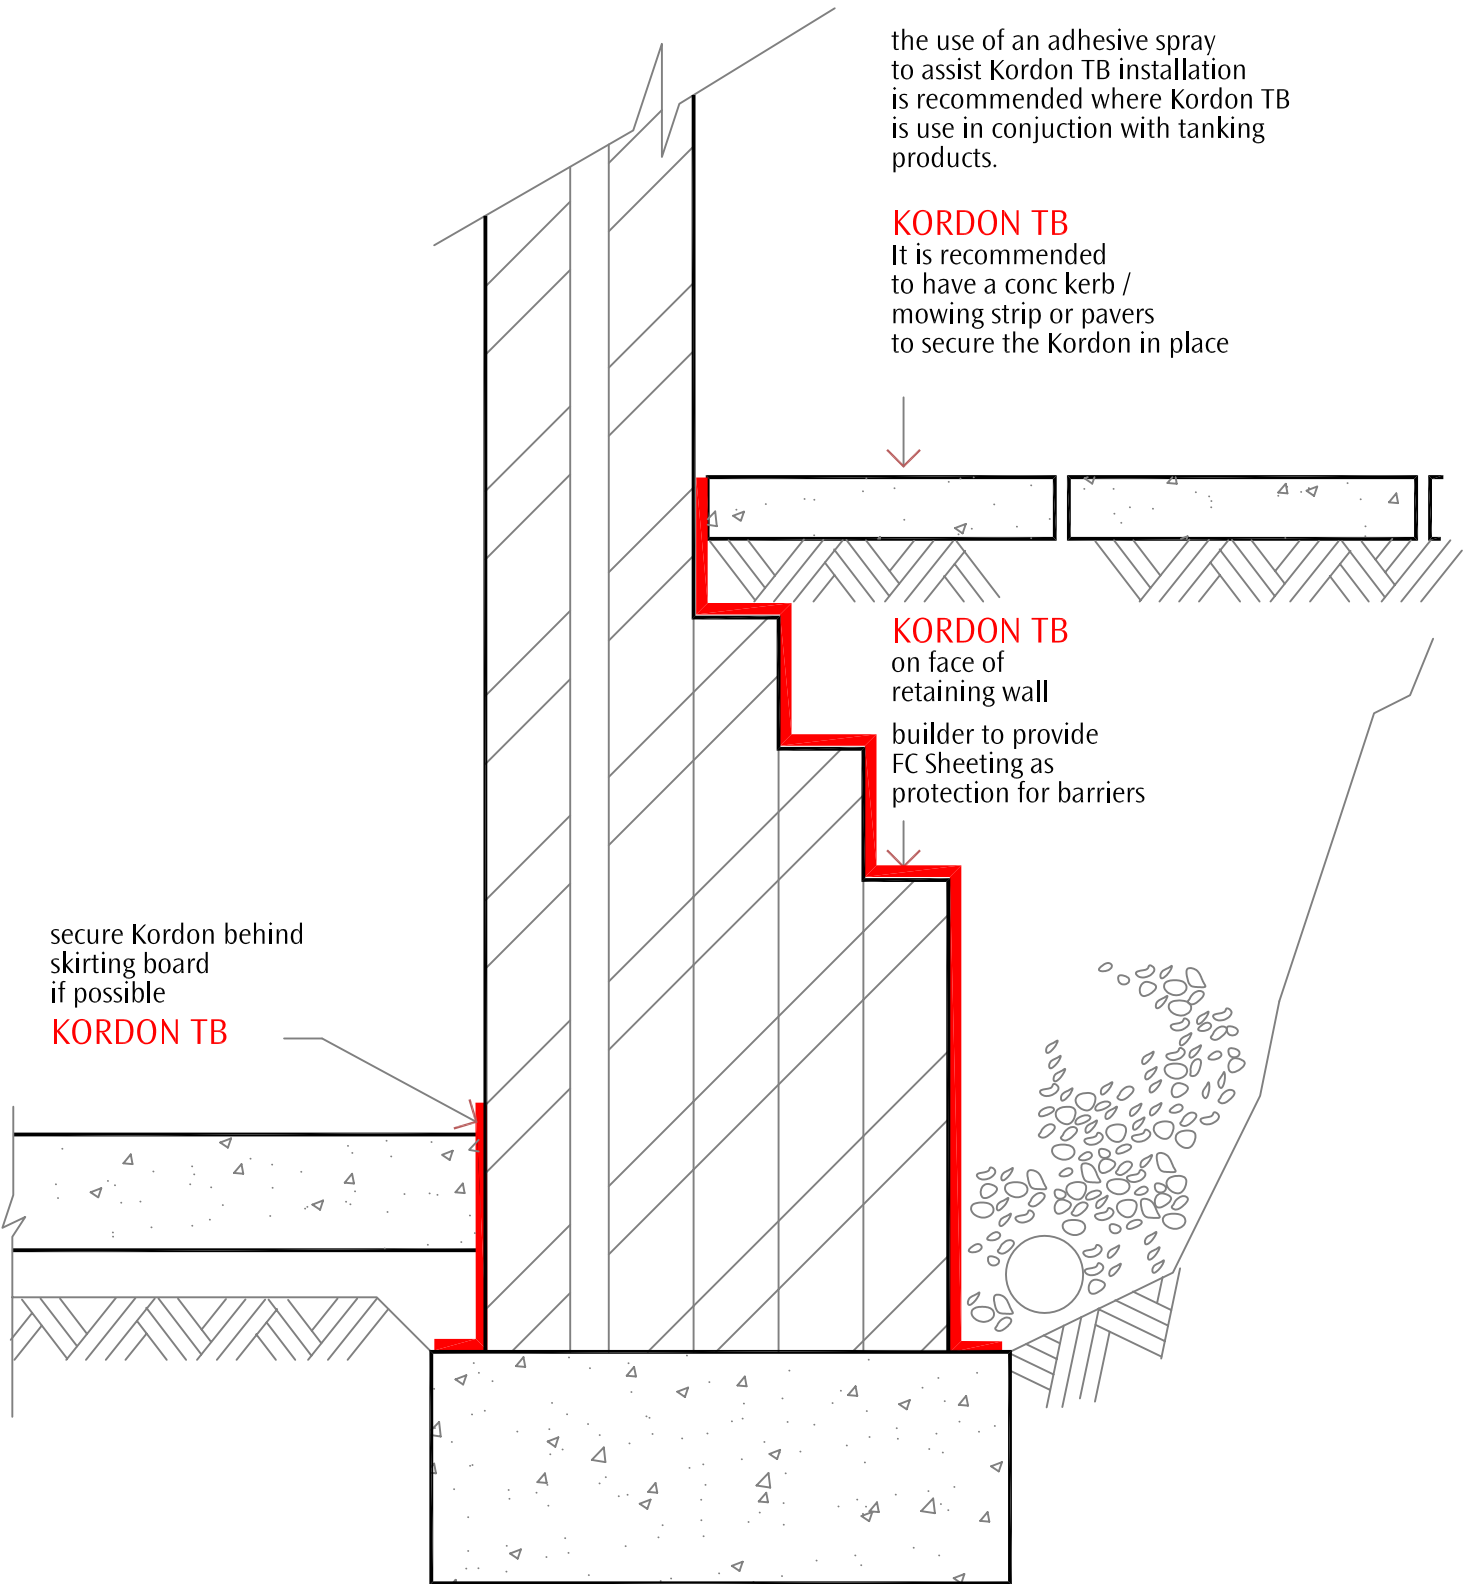 the use of an adhesive spray
to assist Kordon TB installation
is recommended where Kordon TB
is use in conjuction with tanking
products.
KORDON TB
It is recommended
to have a conc kerb /
mowing strip or pavers
to secure the Kordon in place
KORDON TB
on face of
retaining wall
builder to provide
FC Sheeting as
protection for barriers
secure Kordon behind
skirting board
if possible
KORDON TB